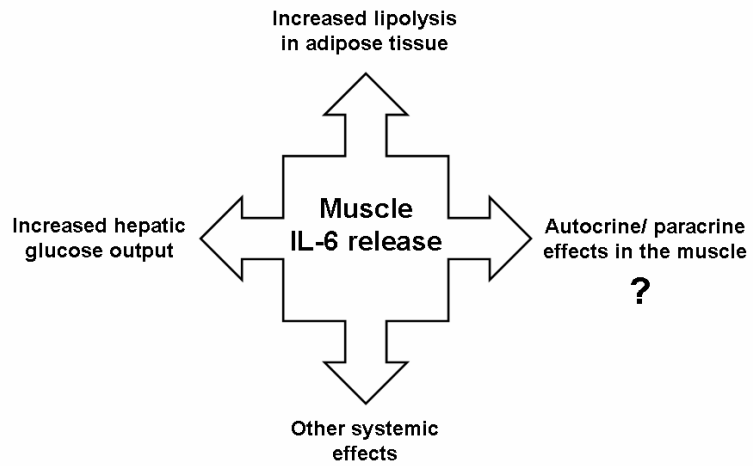 Increased lipolysis
in adipose tissue
Increased hepatic
glucose output
Muscle
IL-6 release
Autocrine/ paracrine
effects in the muscle
?
Other systemic
effects